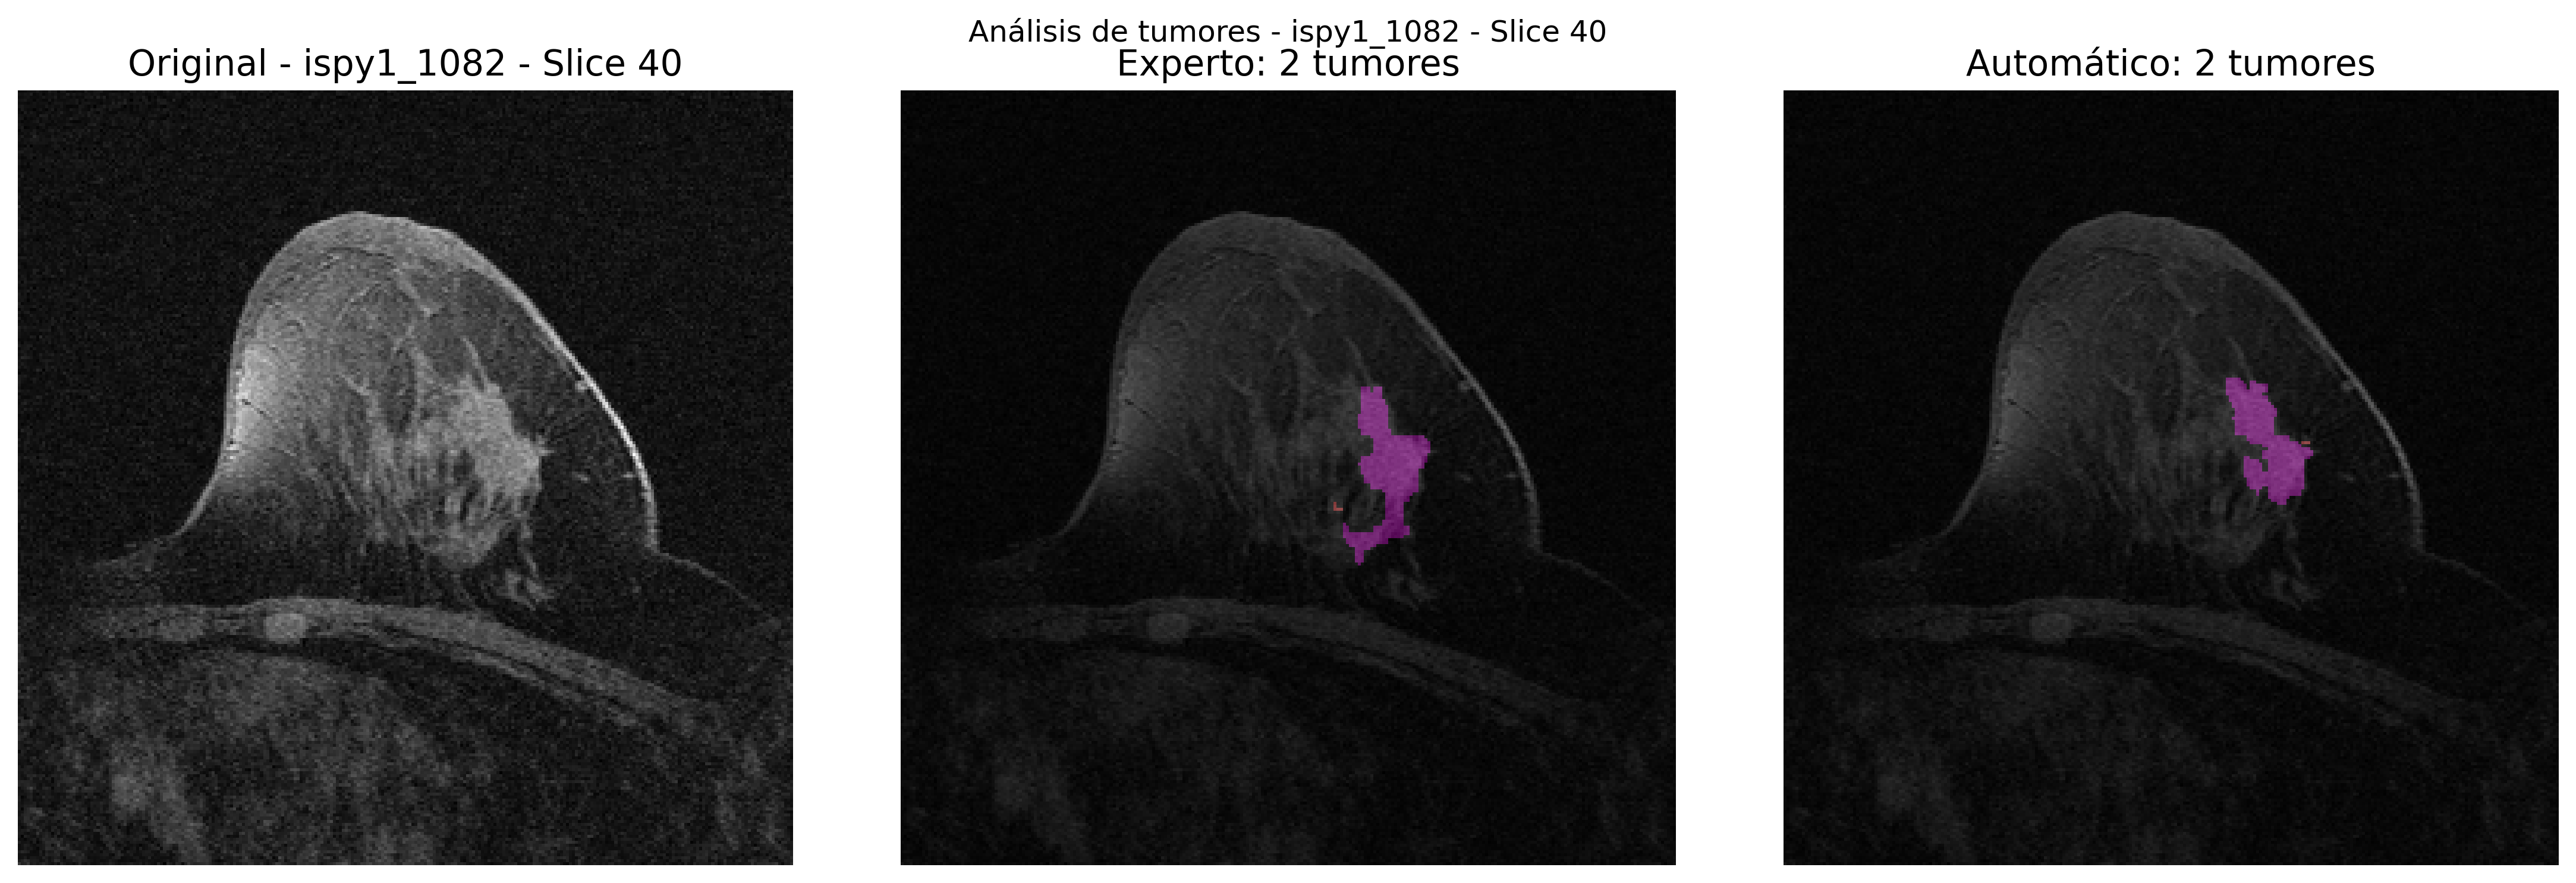 Análisis de tumores - ispy1_1082 - Slice 40
Original - ispy1_1082 - Slice 40
Experto: 2 tumores
Automático: 2 tumores